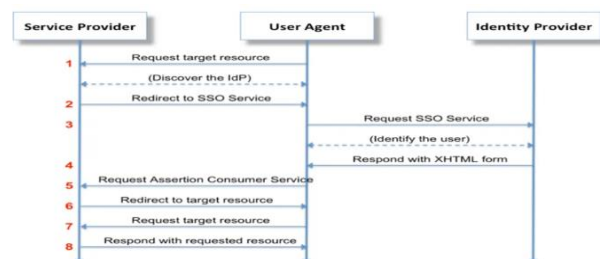 Service Provider
User Agent
Identity Provider
1 Request target resource
(Discover the IdP)
2 Redirect to SSO Service
3 Request SSO Service
(Identify the user)
4 Respond with XHTML form
5 Request Assertion Consumer Service
6 Redirect to target resource
7 Request target resource
8 Respond with requested resource